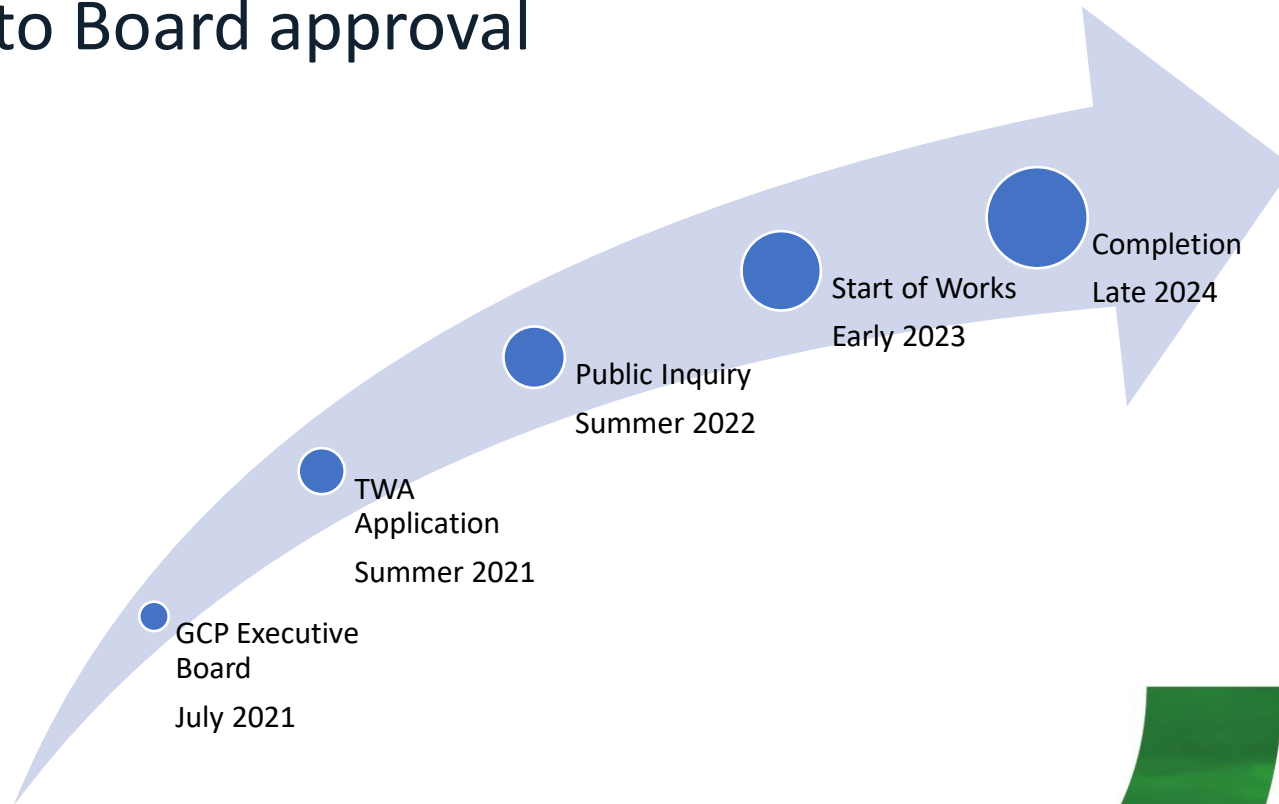 to Board approval
GCP Executive
Board
July 2021
TWA
Application
Summer 2021
Public Inquiry
Summer 2022
Start of Works
Early 2023
Completion
Late 2024